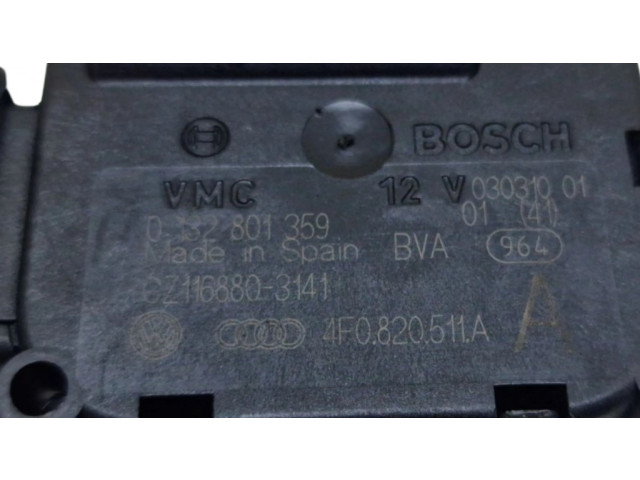 BOSCH
VMC 12 V 030310 01
01 (41)
0 132 801 359
Made in Spain BVA 964
CZ116880-3141
4F0.820.511.A A